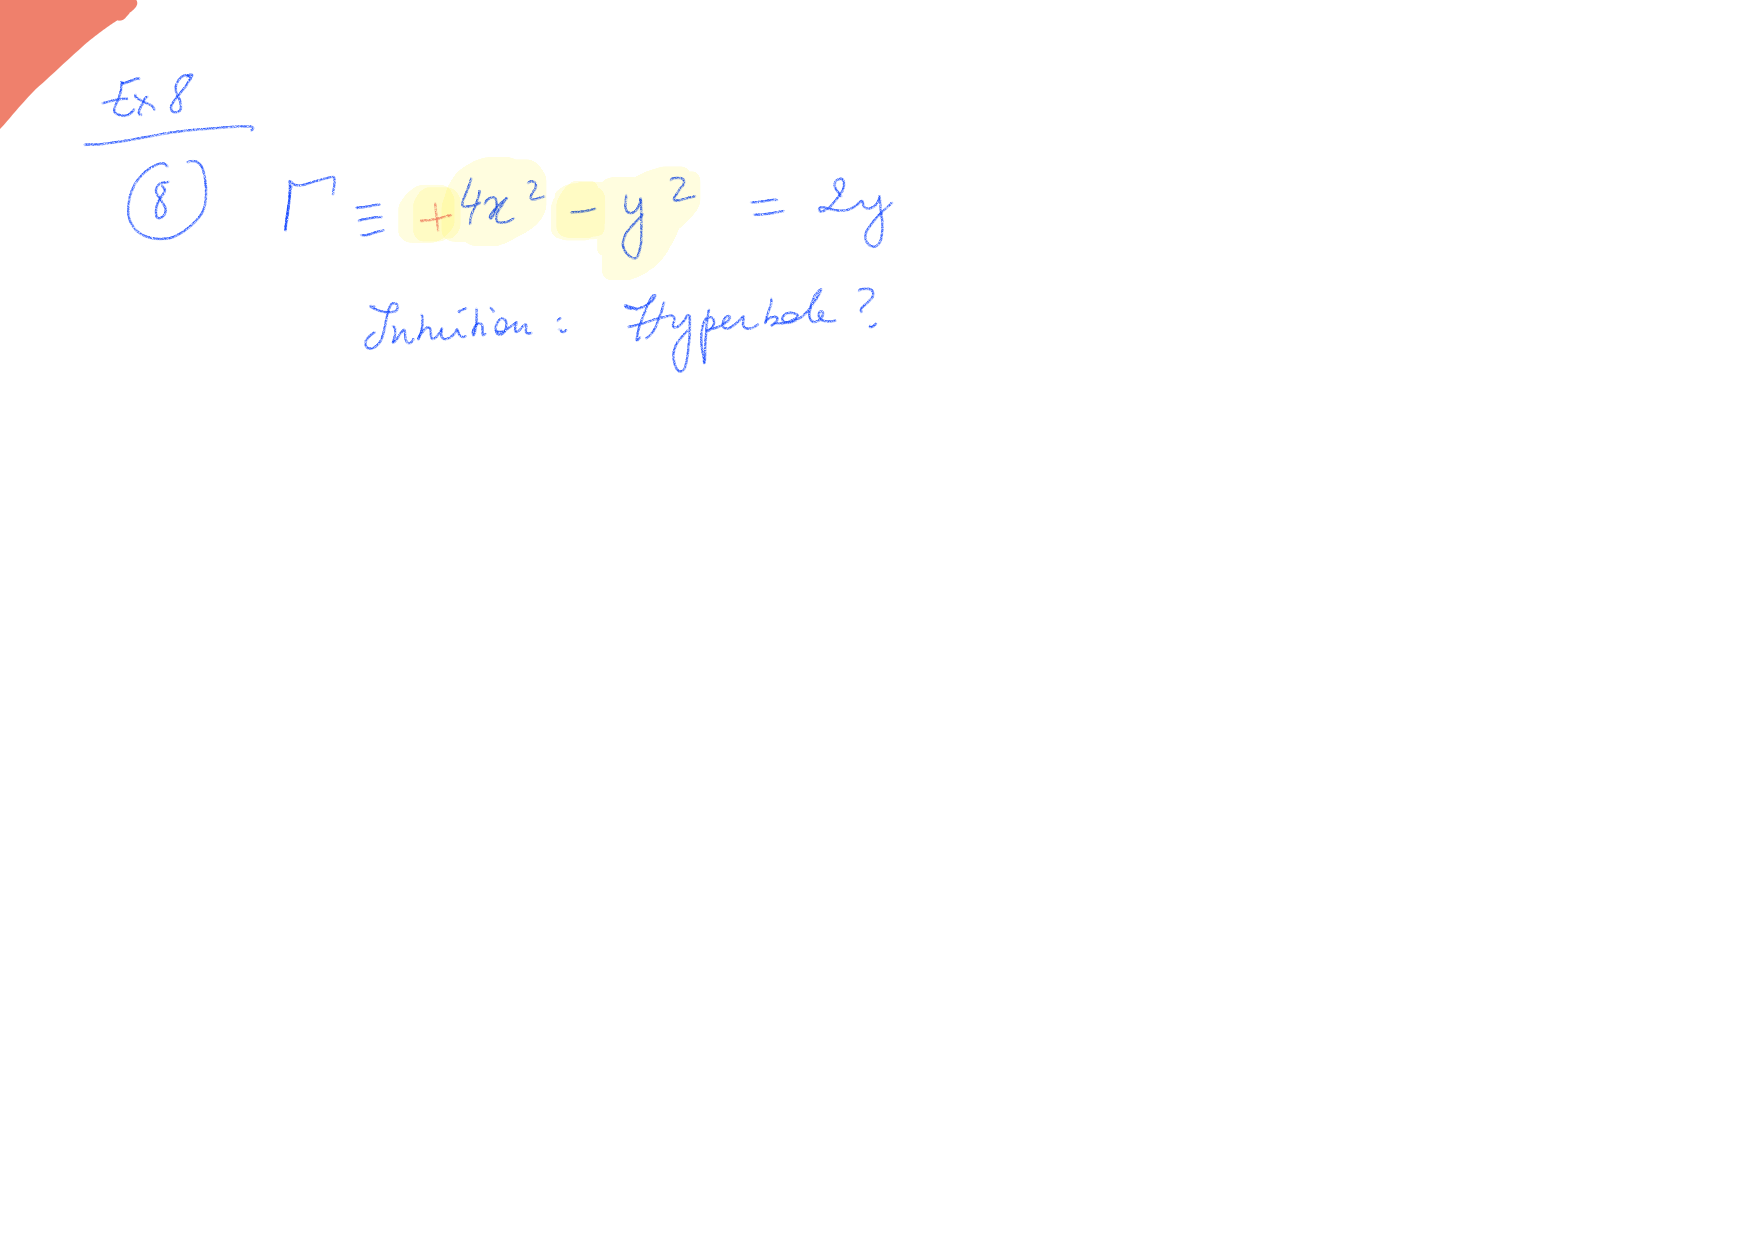 Ex 8
8 Γ ≡ +4x² - y² = 2y
Intuition : Hyperbole ?